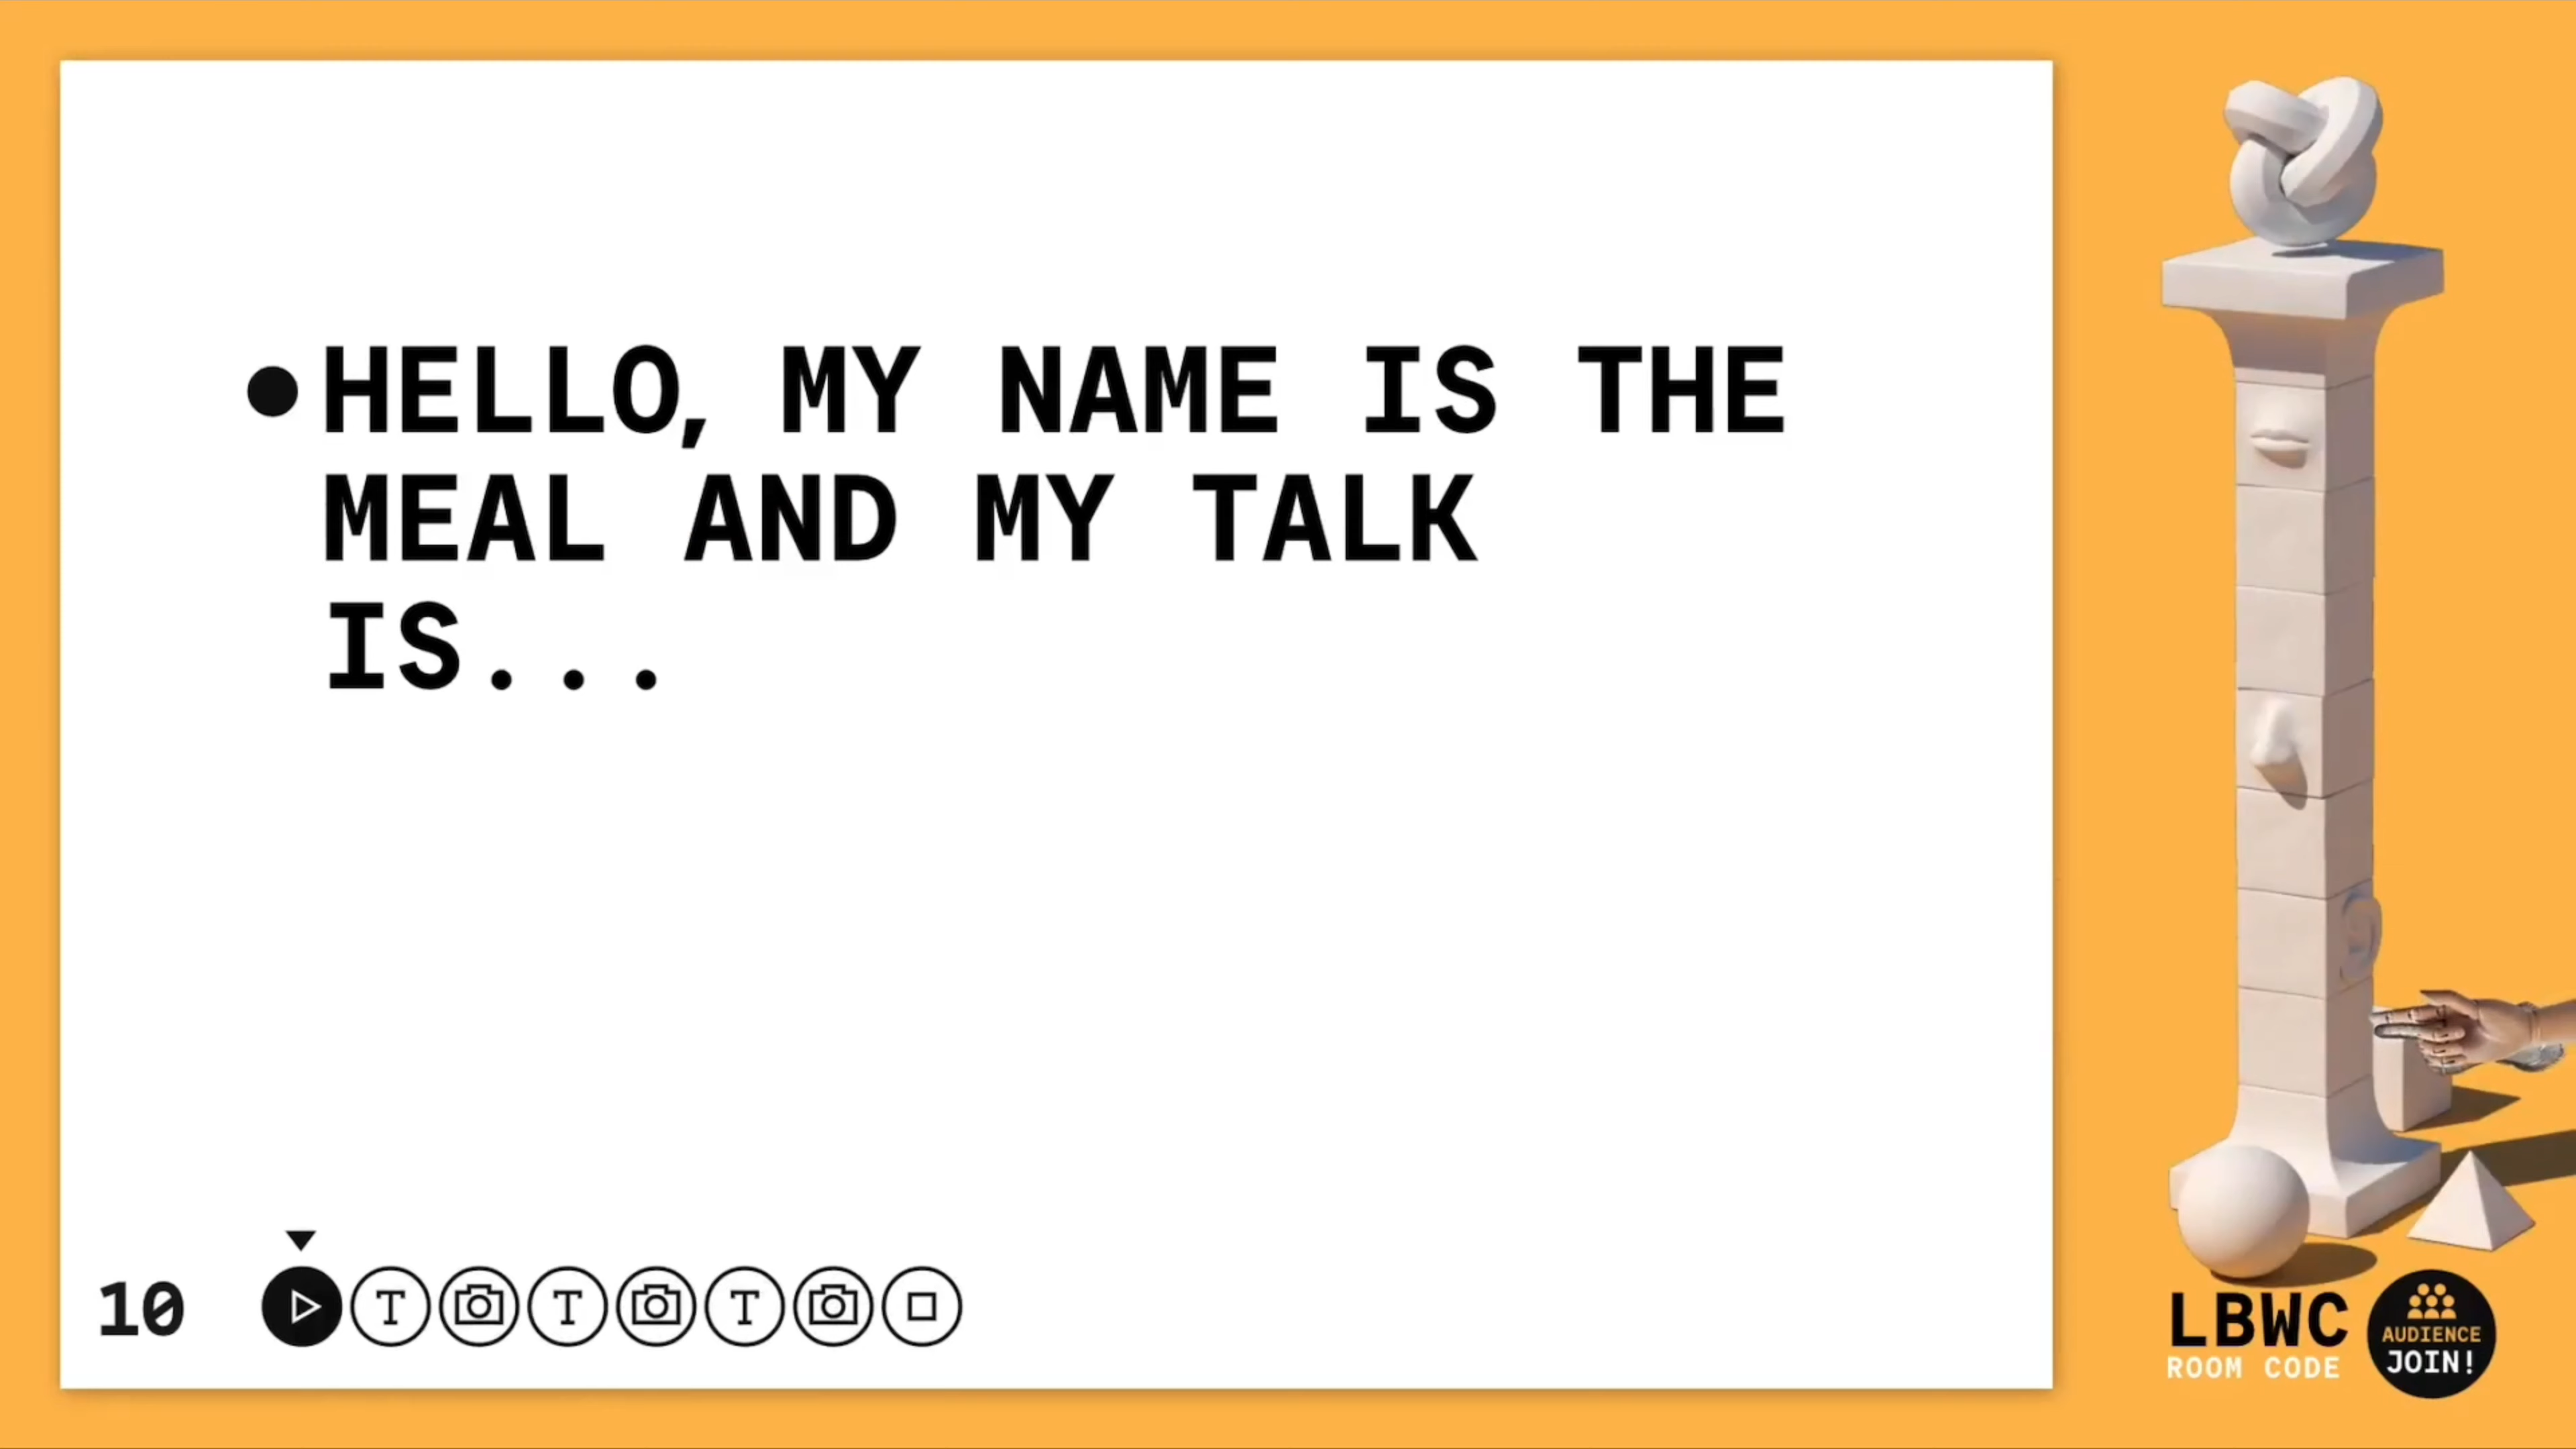 HELLO, MY NAME IS THE
MEAL AND MY TALK
IS...
10
T
T
T
LBWC
ROOM CODE
AUDIENCE
JOIN!